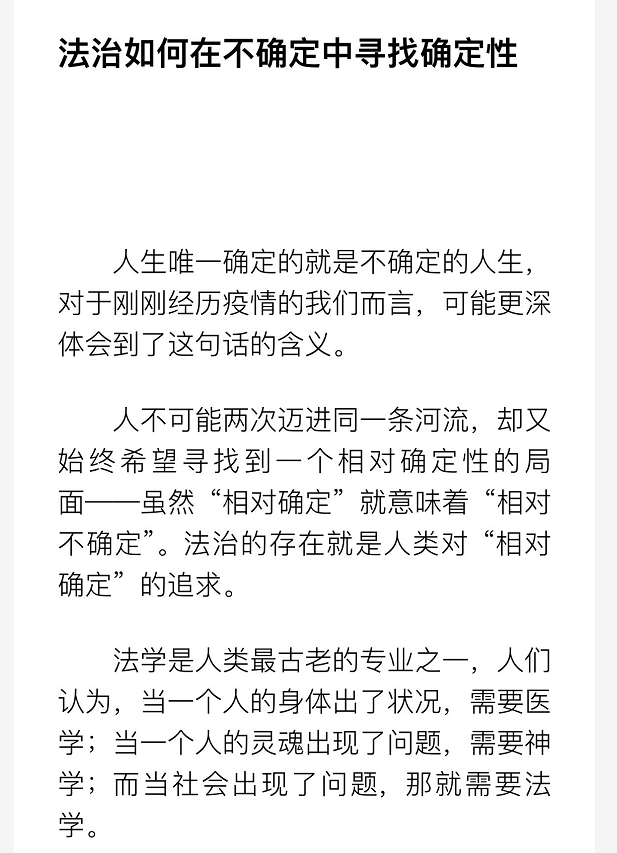 法治如何在不确定中寻找确定性
人生唯一确定的就是不确定的人生，
对于刚刚经历疫情的我们而言，可能更深
体会到了这句话的含义。
人不可能两次迈进同一条河流，却又
始终希望寻找到一个相对确定性的局
面——虽然“相对确定”就意味着“相对
不确定”。法治的存在就是人类对“相对
确定”的追求。
法学是人类最古老的专业之一，人们
认为，当一个人的身体出了状况，需要医
学；当一个人的灵魂出现了问题，需要神
学；而当社会出现了问题，那就需要法
学。